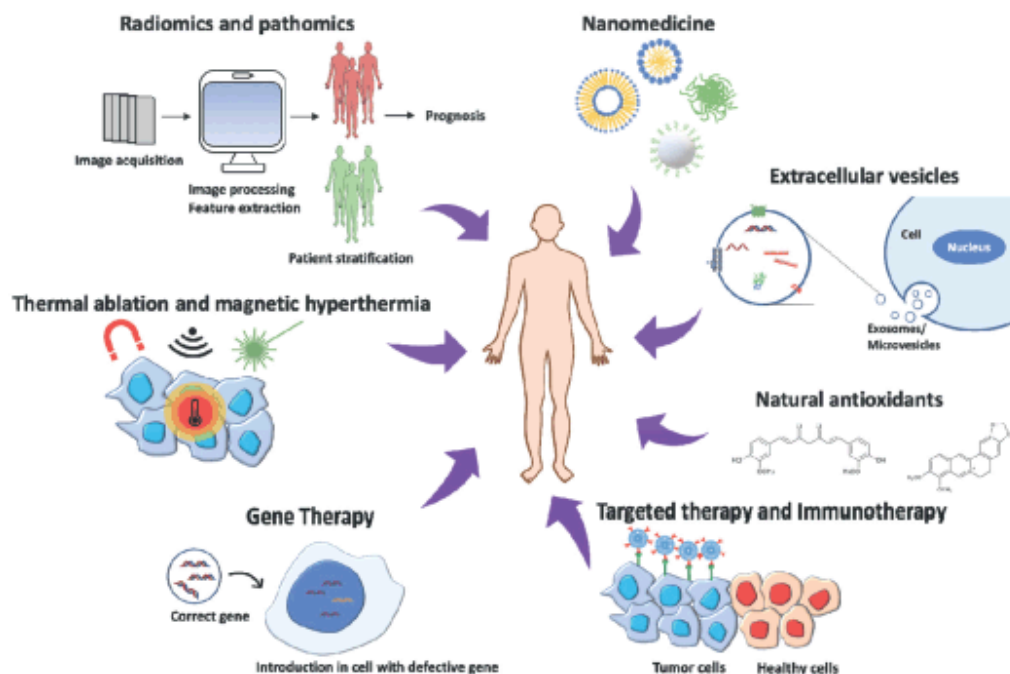 Radiomics and pathomics
Image acquisition
Image processing
Feature extraction
Patient stratification
Prognosis
Nanomedicine
Extracellular vesicles
Cell
Nucleus
Exosomes/
Microvesicles
Thermal ablation and magnetic hyperthermia
Natural antioxidants
Gene Therapy
Correct gene
Introduction in cell with defective gene
Targeted therapy and Immunotherapy
Tumor cells
Healthy cells